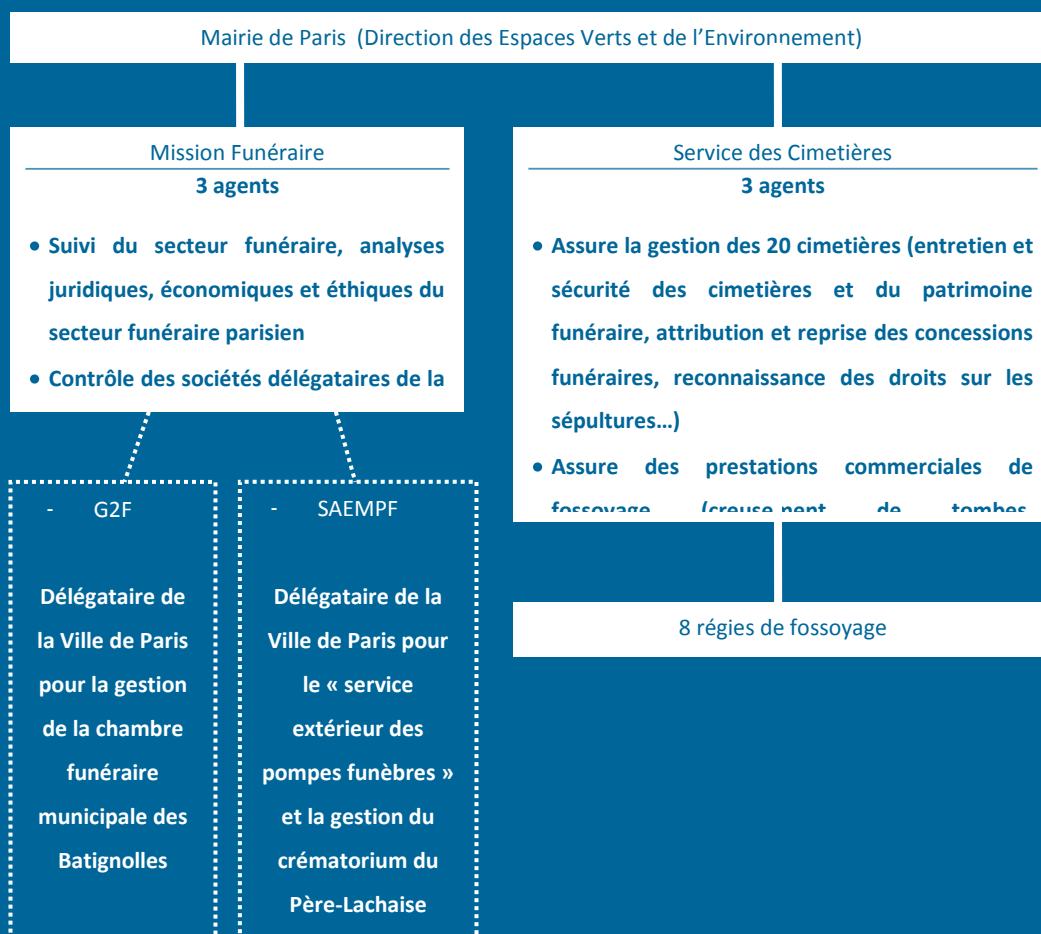 Mairie de Paris (Direction des Espaces Verts et de l'Environnement)
Mission Funéraire
3 agents
• Suivi du secteur funéraire, analyses
juridiques, économiques et éthiques du
secteur funéraire parisien
• Contrôle des sociétés délégataires de la
Service des Cimetières
3 agents
• Assure la gestion des 20 cimetières (entretien et
sécurité des cimetières et du patrimoine
funéraire, attribution et reprise des concessions
funéraires, reconnaissance des droits sur les
sépultures…)
• Assure des prestations commerciales de
fossoyage (creusement de tombes,
- G2F
Délégataire de
la Ville de Paris
pour la gestion
de la chambre
funéraire
municipale des
Batignolles
- SAEMPF
Délégataire de la
Ville de Paris pour
le « service
extérieur des
pompes funèbres »
et la gestion du
crématorium du
Père-Lachaise
8 régies de fossoyage